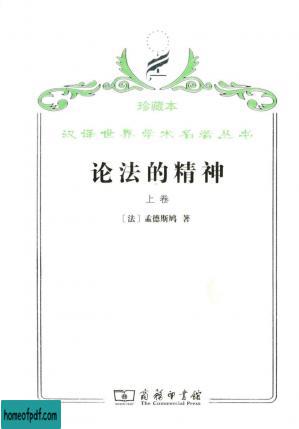 珍藏本
汉译世界学术名著丛书
论法的精神
上卷
〔法〕孟德斯鸠 著
商务印书馆
The Commercial Press
homeofpdf.com